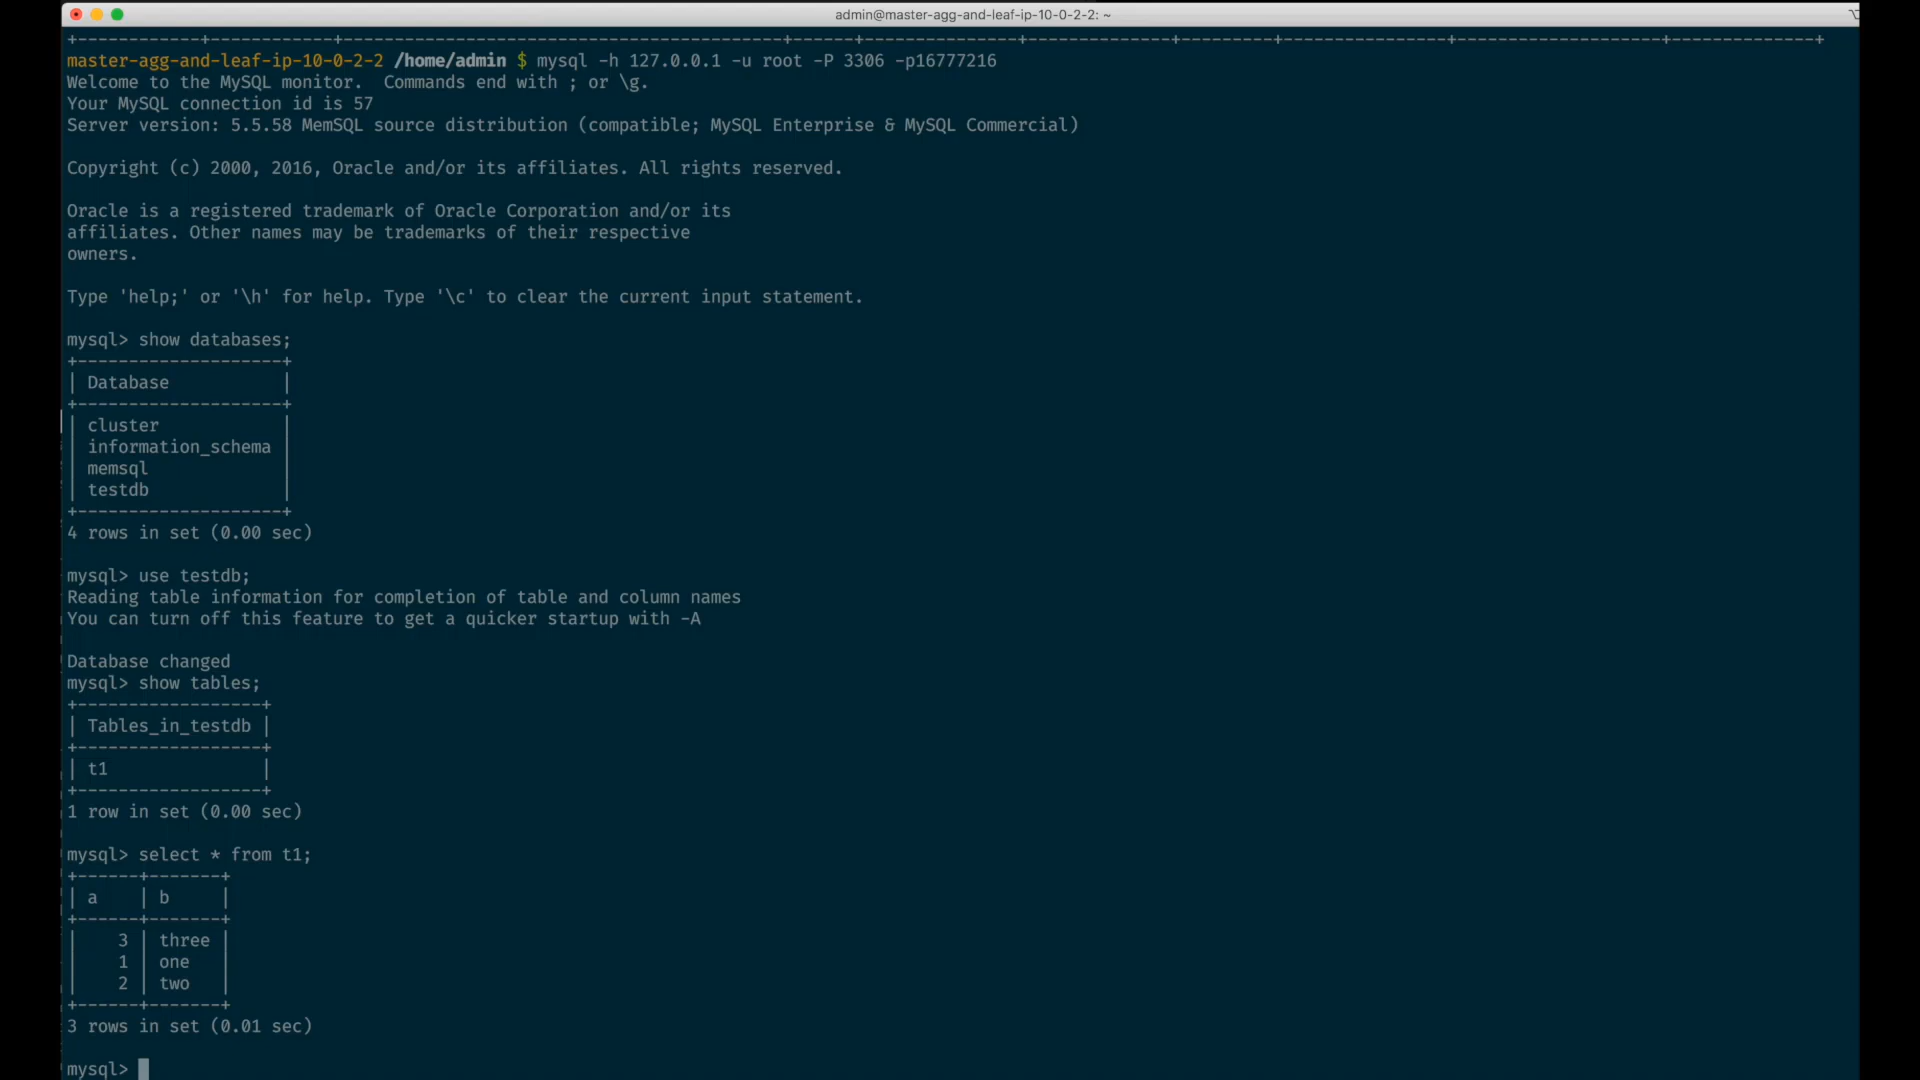 admin@master-agg-and-leaf-ip-10-0-2-2: ~
+------------+------------+--------------------------------------------+------+---------------+--------------+---------+----------------+--------------------+--------------+
master-agg-and-leaf-ip-10-0-2-2 /home/admin $ mysql -h 127.0.0.1 -u root -P 3306 -p16777216
Welcome to the MySQL monitor.  Commands end with ; or \g.
Your MySQL connection id is 57
Server version: 5.5.58 MemSQL source distribution (compatible; MySQL Enterprise & MySQL Commercial)
Copyright (c) 2000, 2016, Oracle and/or its affiliates. All rights reserved.
Oracle is a registered trademark of Oracle Corporation and/or its
affiliates. Other names may be trademarks of their respective
owners.
Type 'help;' or '\h' for help. Type '\c' to clear the current input statement.
mysql> show databases;
+--------------------+
| Database           |
+--------------------+
| cluster            |
| information_schema |
| memsql             |
| testdb             |
+--------------------+
4 rows in set (0.00 sec)
mysql> use testdb;
Reading table information for completion of table and column names
You can turn off this feature to get a quicker startup with -A
Database changed
mysql> show tables;
+------------------+
| Tables_in_testdb |
+------------------+
| t1               |
+------------------+
1 row in set (0.00 sec)
mysql> select * from t1;
+------+-------+
| a    | b     |
+------+-------+
|    3 | three |
|    1 | one   |
|    2 | two   |
+------+-------+
3 rows in set (0.01 sec)
mysql>